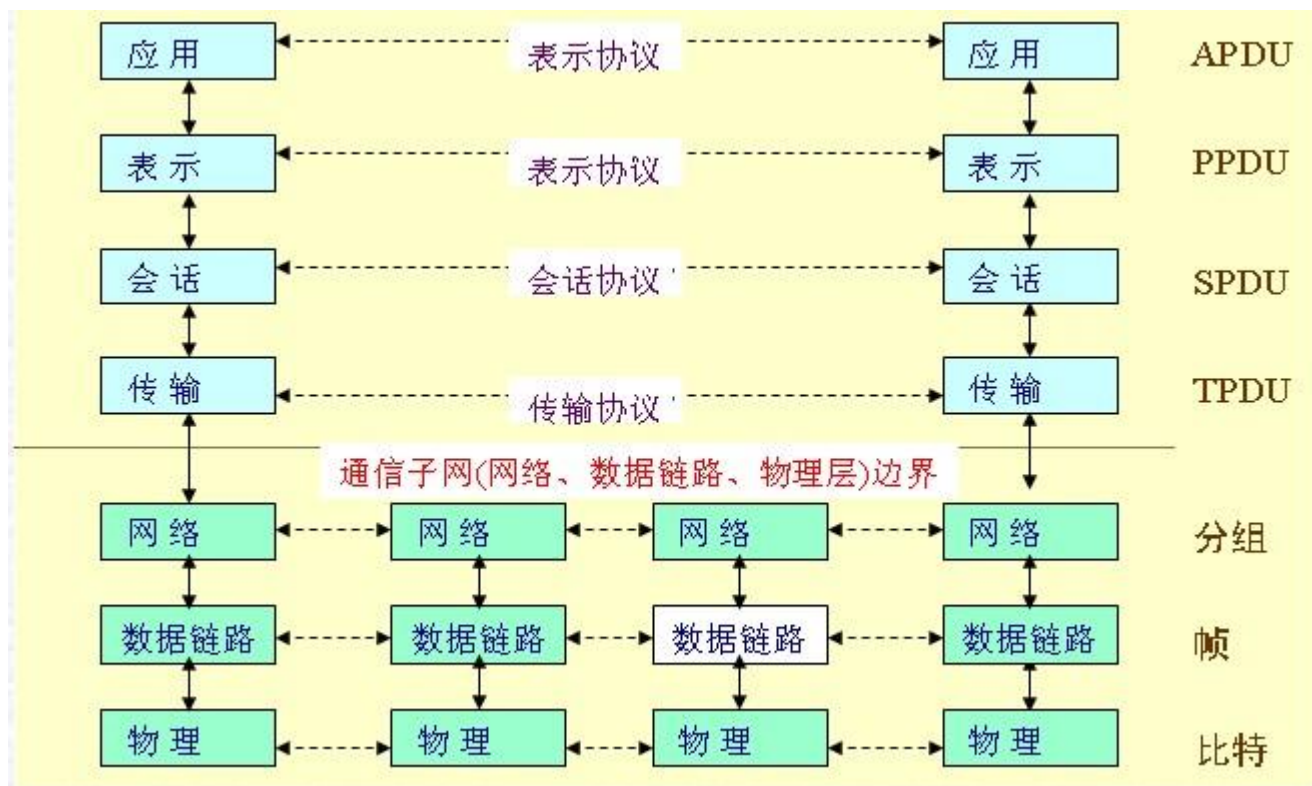 应用 表示协议 应用 APDU
表示 表示协议 表示 PPDU
会话 会话协议 会话 SPDU
传输 传输协议 传输 TPDU
通信子网(网络、数据链路、物理层)边界
网络 网络 网络 网络 分组
数据链路 数据链路 数据链路 数据链路 帧
物理 物理 物理 物理 比特